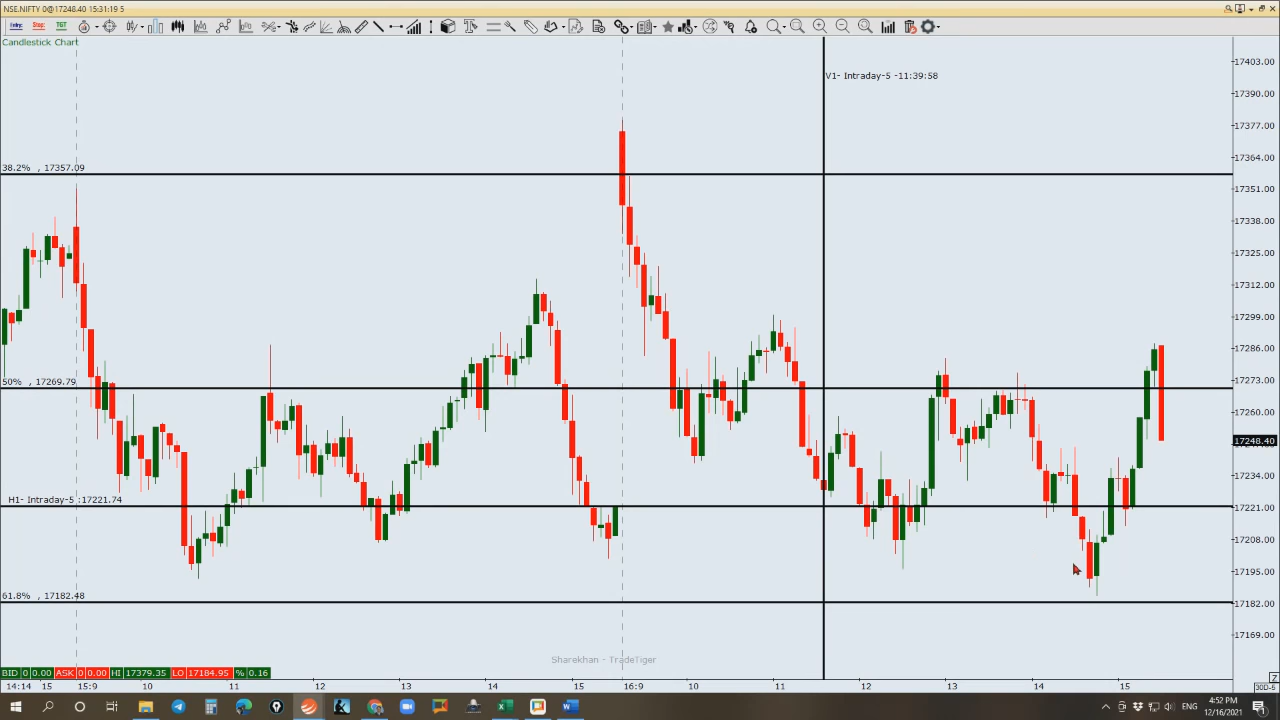 NSE.NIFTY 0@17248.40 15:31:19 5
Candlestick Chart
V1- Intraday-5 -11:39:58
38.2% , 17357.09
50% , 17269.79
H1- Intraday-5 :17221.74
61.8% , 17182.48
17403.00
17390.00
17377.00
17364.00
17351.00
17338.00
17325.00
17312.00
17299.00
17286.00
17273.00
17260.00
17248.40
17234.00
17221.00
17208.00
17195.00
17182.00
17169.00
Sharekhan - TradeTiger
BID 0 0.00 ASK 0 0.00 HI 17379.35 LO 17184.95 % 0.16
14:14 15 15:9 10 11 12 13 14 15 16:9 10 11 12 13 14 15 30D-5
Z
ENG
4:52 PM
12/16/2021